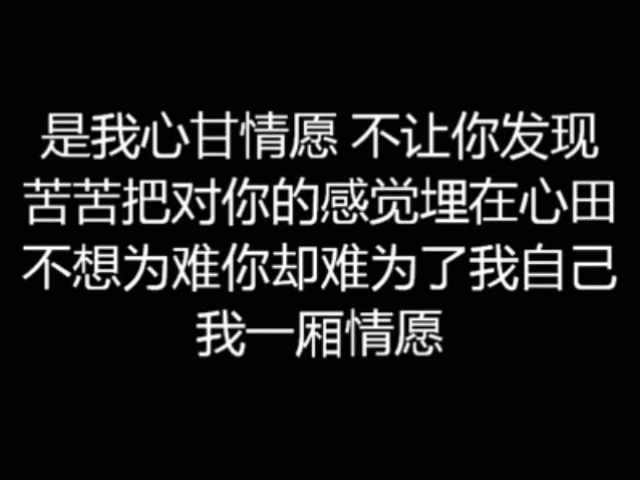 是我心甘情愿 不让你发现
苦苦把对你的感觉埋在心田
不想为难你却难为了我自己
我一厢情愿